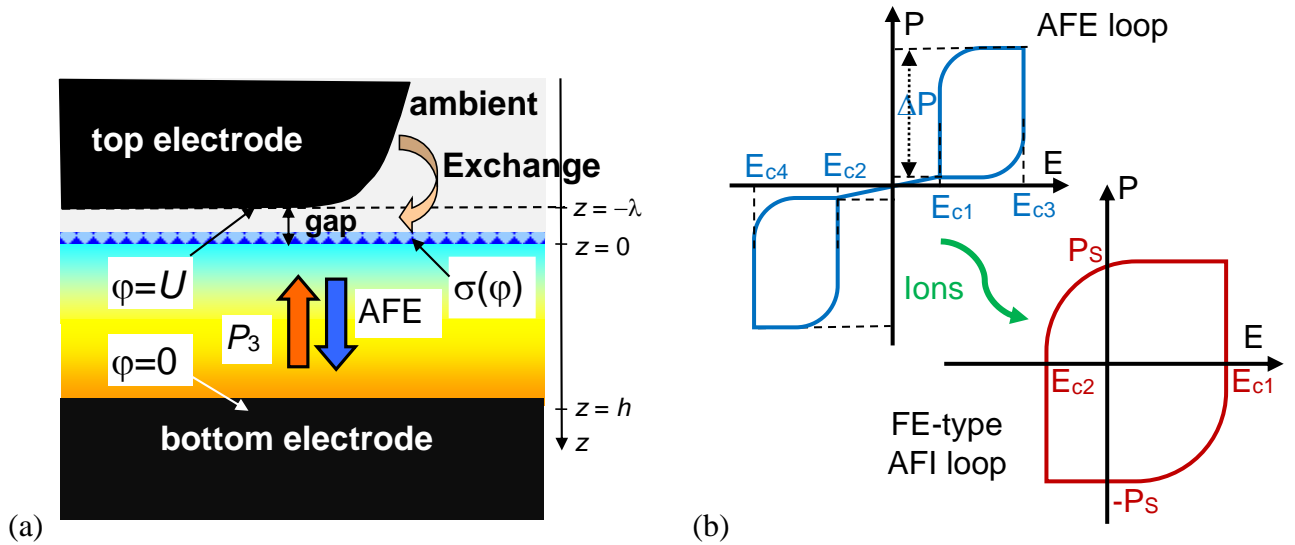 ambient
top electrode
Exchange
z = −λ
gap
z = 0
φ=U
σ(φ)
P3
AFE
φ=0
z = h
bottom electrode
z
(a)
P
AFE loop
ΔP
Ec4
Ec2
E
Ec1
Ec3
P
Ions
PS
E
Ec2
Ec1
FE-type
AFI loop
-PS
(b)